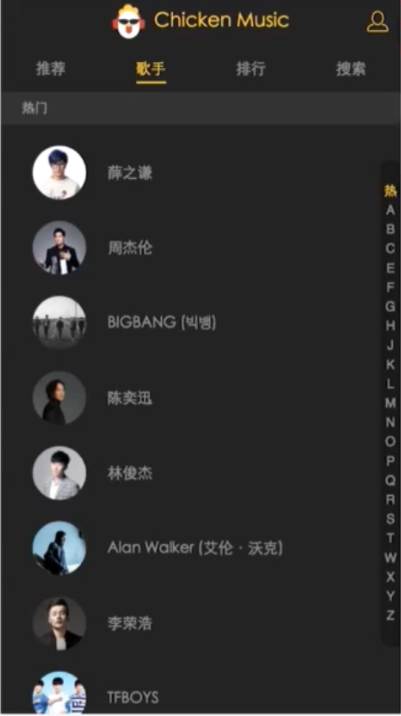 Chicken Music
推荐 歌手 排行 搜索
热门
薛之谦
周杰伦
BIGBANG (빅뱅)
陈奕迅
林俊杰
Alan Walker (艾伦 · 沃克)
李荣浩
TFBOYS
热
A
B
C
E
F
G
H
J
K
L
M
N
O
P
Q
R
S
T
W
X
Y
Z